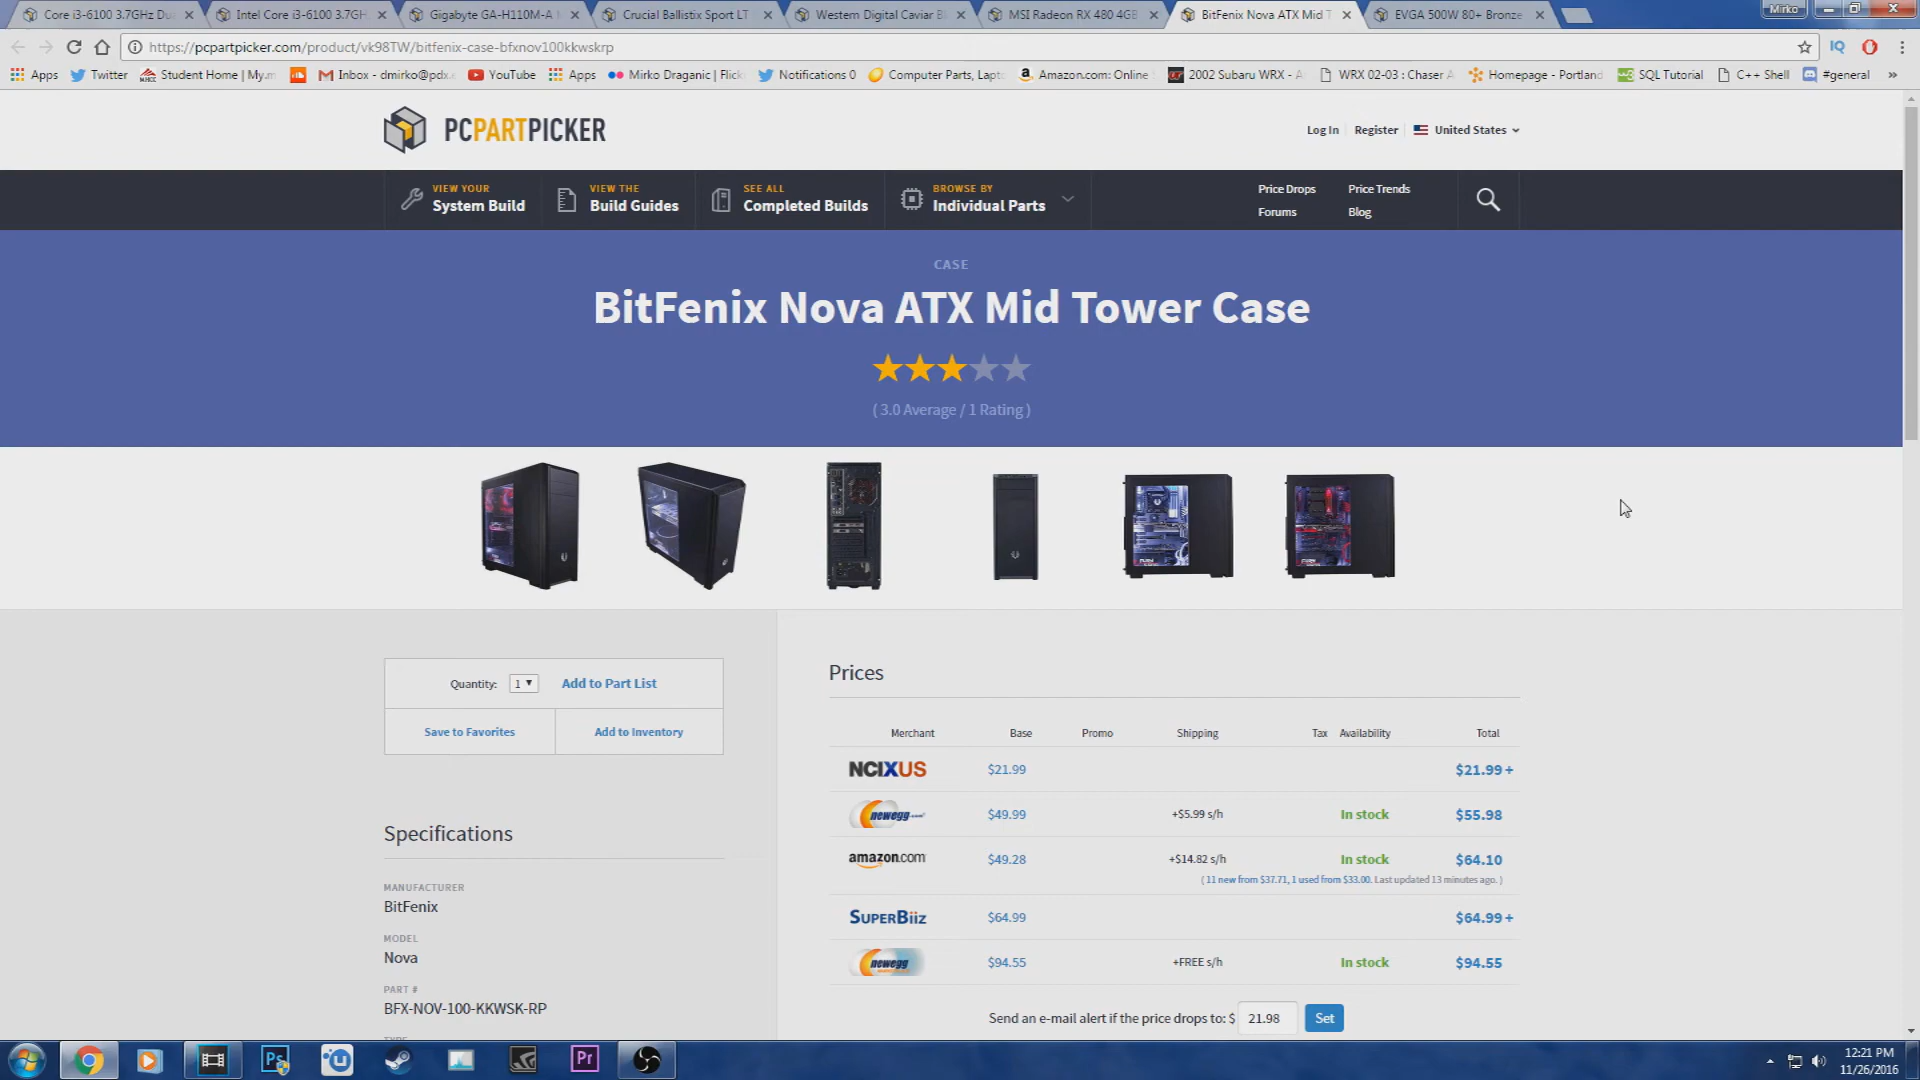 Core i3-6100 3.7GHz Du
Intel Core i3-6100 3.7GH
Gigabyte GA-H110M-A
Crucial Ballistix Sport LT
Western Digital Caviar Bl
MSI Radeon RX 480 4GB
BitFenix Nova ATX Mid T
EVGA 500W 80+ Bronze
Mirko
https://pcpartpicker.com/product/vk98TW/bitfenix-case-bfxnov100kkwskrp
Apps
Twitter
Student Home | My.m
Inbox - dmirko@pdx.
YouTube
Apps
Mirko Draganic | Flick
Notifications 0
Computer Parts, Lapt
Amazon.com: Online
2002 Subaru WRX - A
WRX 02-03 : Chaser A
Homepage - Portland
SQL Tutorial
C++ Shell
#general
»
PCPARTPICKER
Log In
Register
United States
VIEW YOUR
System Build
VIEW THE
Build Guides
SEE ALL
Completed Builds
BROWSE BY
Individual Parts
Price Drops
Price Trends
Forums
Blog
CASE
BitFenix Nova ATX Mid Tower Case
( 3.0 Average / 1 Rating )
Quantity: 1
Add to Part List
Save to Favorites
Add to Inventory
Specifications
MANUFACTURER
BitFenix
MODEL
Nova
PART #
BFX-NOV-100-KKWSK-RP
TYPE
Prices
Merchant Base Promo Shipping Tax Availability Total
NCIXUS $21.99 $21.99 +
newegg.com $49.99 +$5.99 s/h In stock $55.98
amazon.com $49.28 +$14.82 s/h In stock $64.10
( 11 new from $37.71, 1 used from $33.00. Last updated 13 minutes ago. )
SUPERBIIZ $64.99 $64.99 +
newegg $94.55 +FREE s/h In stock $94.55
Send an e-mail alert if the price drops to: $ 21.98 Set
Ps
Pr
12:21 PM
11/26/2016